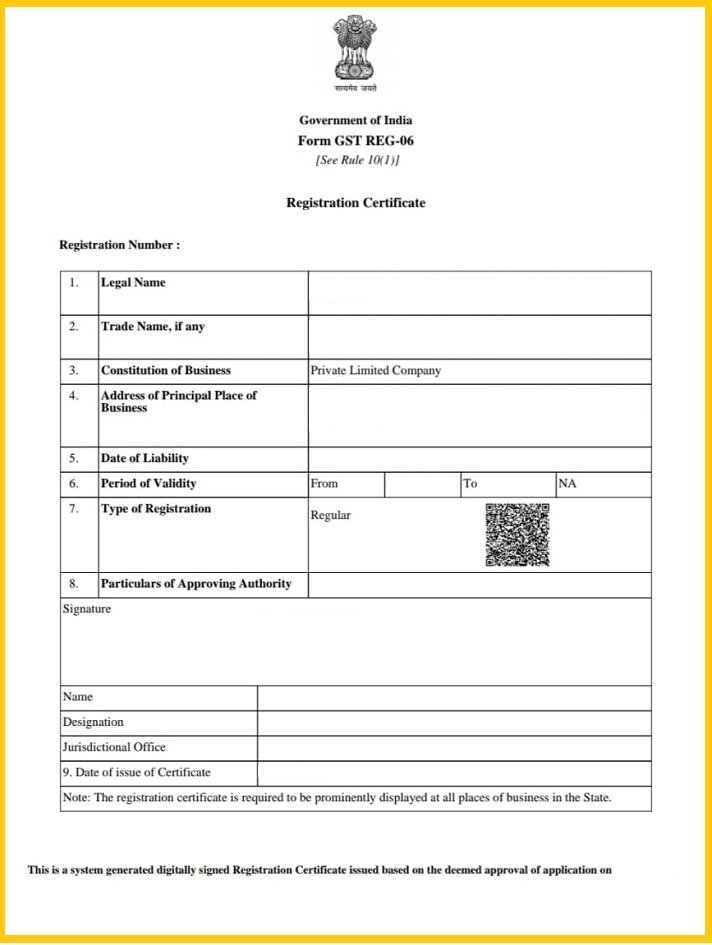 सत्यमेव जयते
Government of India
Form GST REG-06
[See Rule 10(1)]
Registration Certificate
Registration Number :
1. Legal Name
2. Trade Name, if any
3. Constitution of Business Private Limited Company
4. Address of Principal Place of
Business
5. Date of Liability
6. Period of Validity From To NA
7. Type of Registration
Regular
8. Particulars of Approving Authority
Signature
Name
Designation
Jurisdictional Office
9. Date of issue of Certificate
Note: The registration certificate is required to be prominently displayed at all places of business in the State.
This is a system generated digitally signed Registration Certificate issued based on the deemed approval of application on